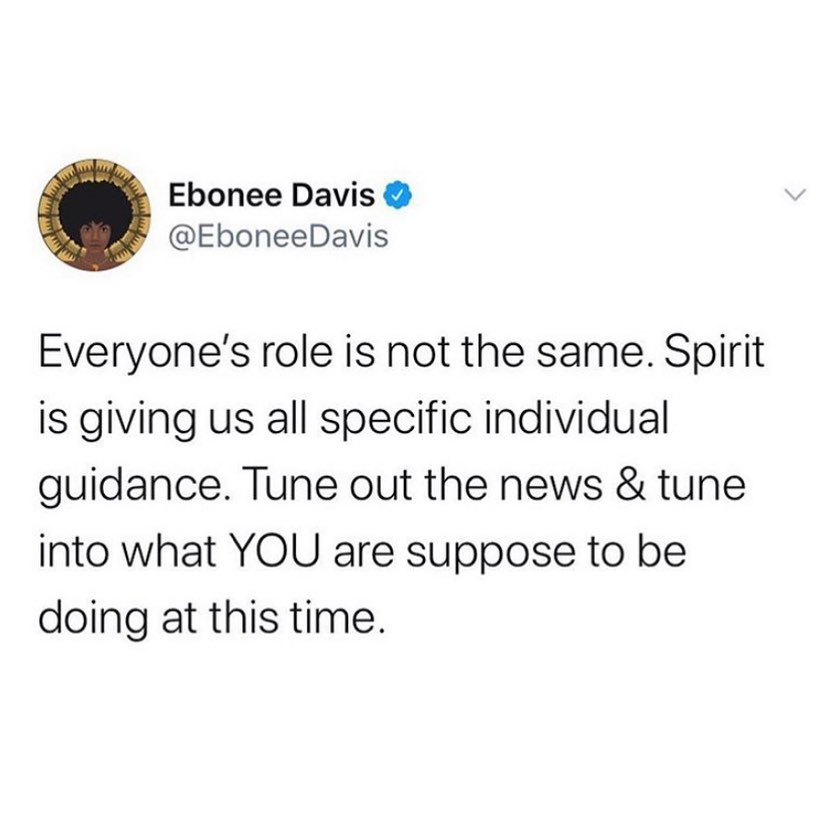 Ebonee Davis
@EboneeDavis
Everyone's role is not the same. Spirit
is giving us all specific individual
guidance. Tune out the news & tune
into what YOU are suppose to be
doing at this time.